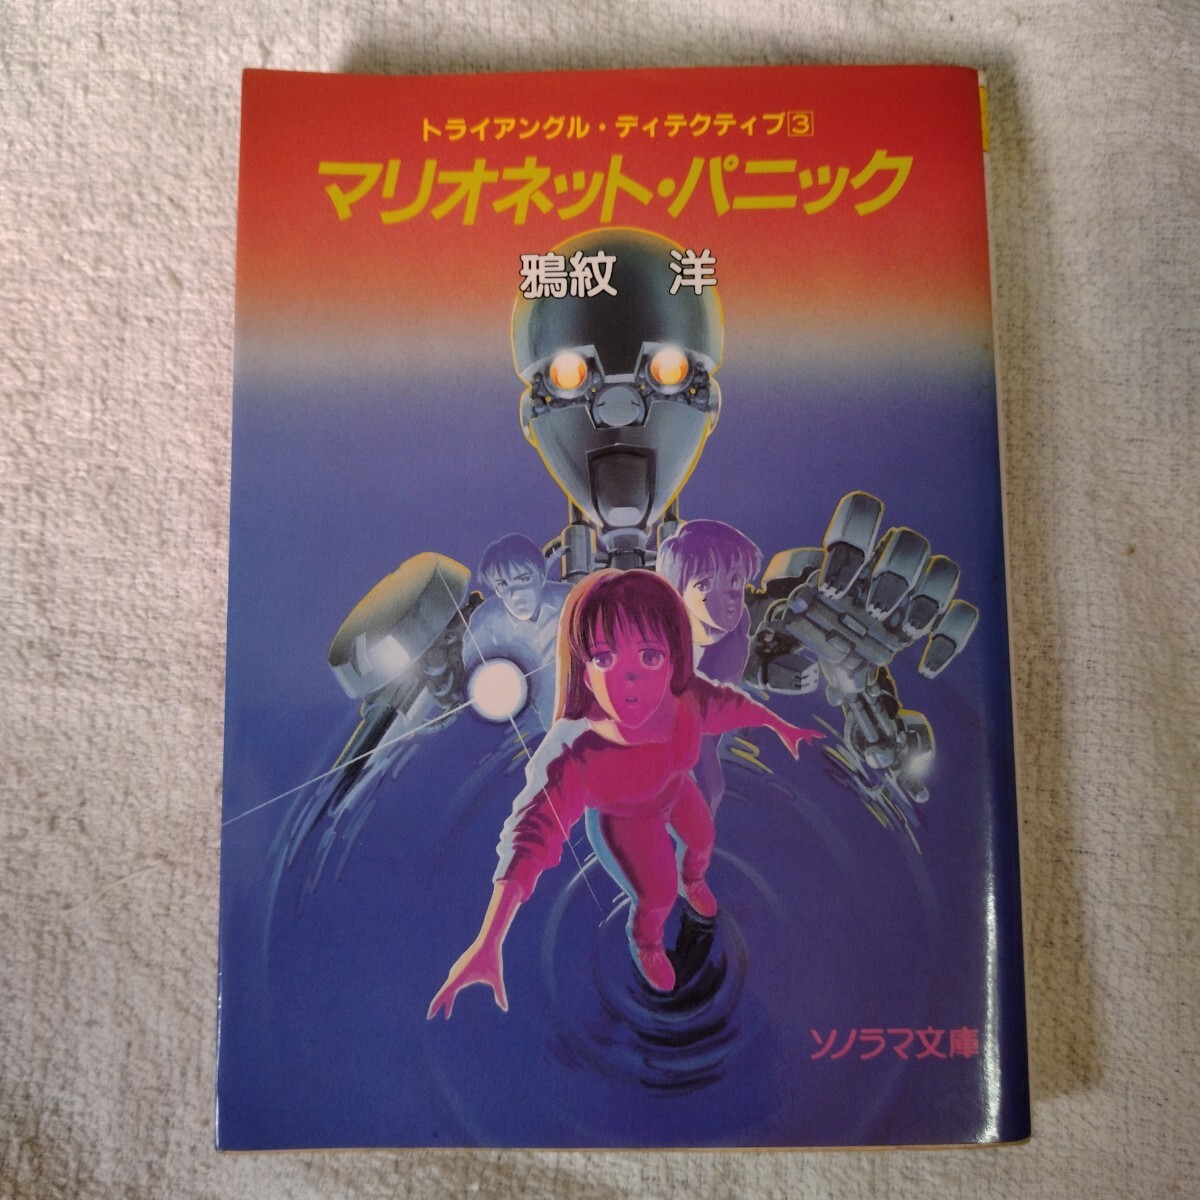 トライアングル・ディテクティブ3
マリオネット・パニック
鴉紋 洋
ソノラマ文庫